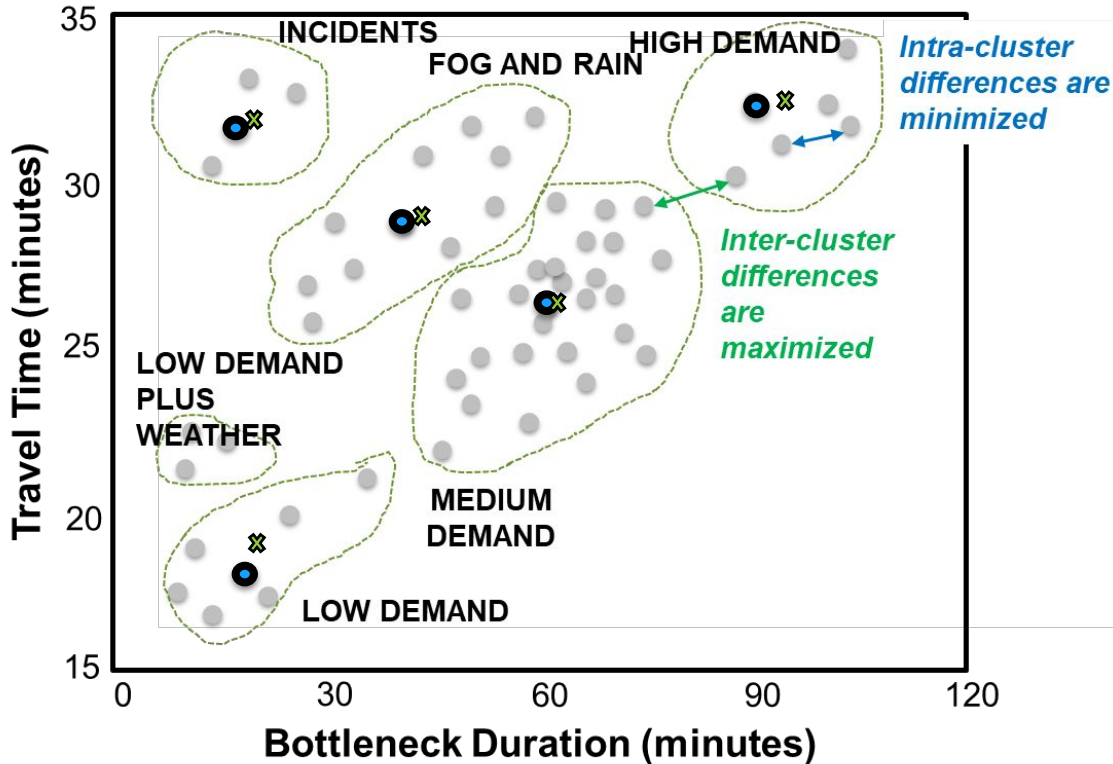 35
INCIDENTS
HIGH DEMAND
FOG AND RAIN
Intra-cluster
differences are
minimized
30
Inter-cluster
differences
are
maximized
25
LOW DEMAND
PLUS
WEATHER
20
MEDIUM
DEMAND
LOW DEMAND
15
Travel Time (minutes)
0 30 60 90 120
Bottleneck Duration (minutes)